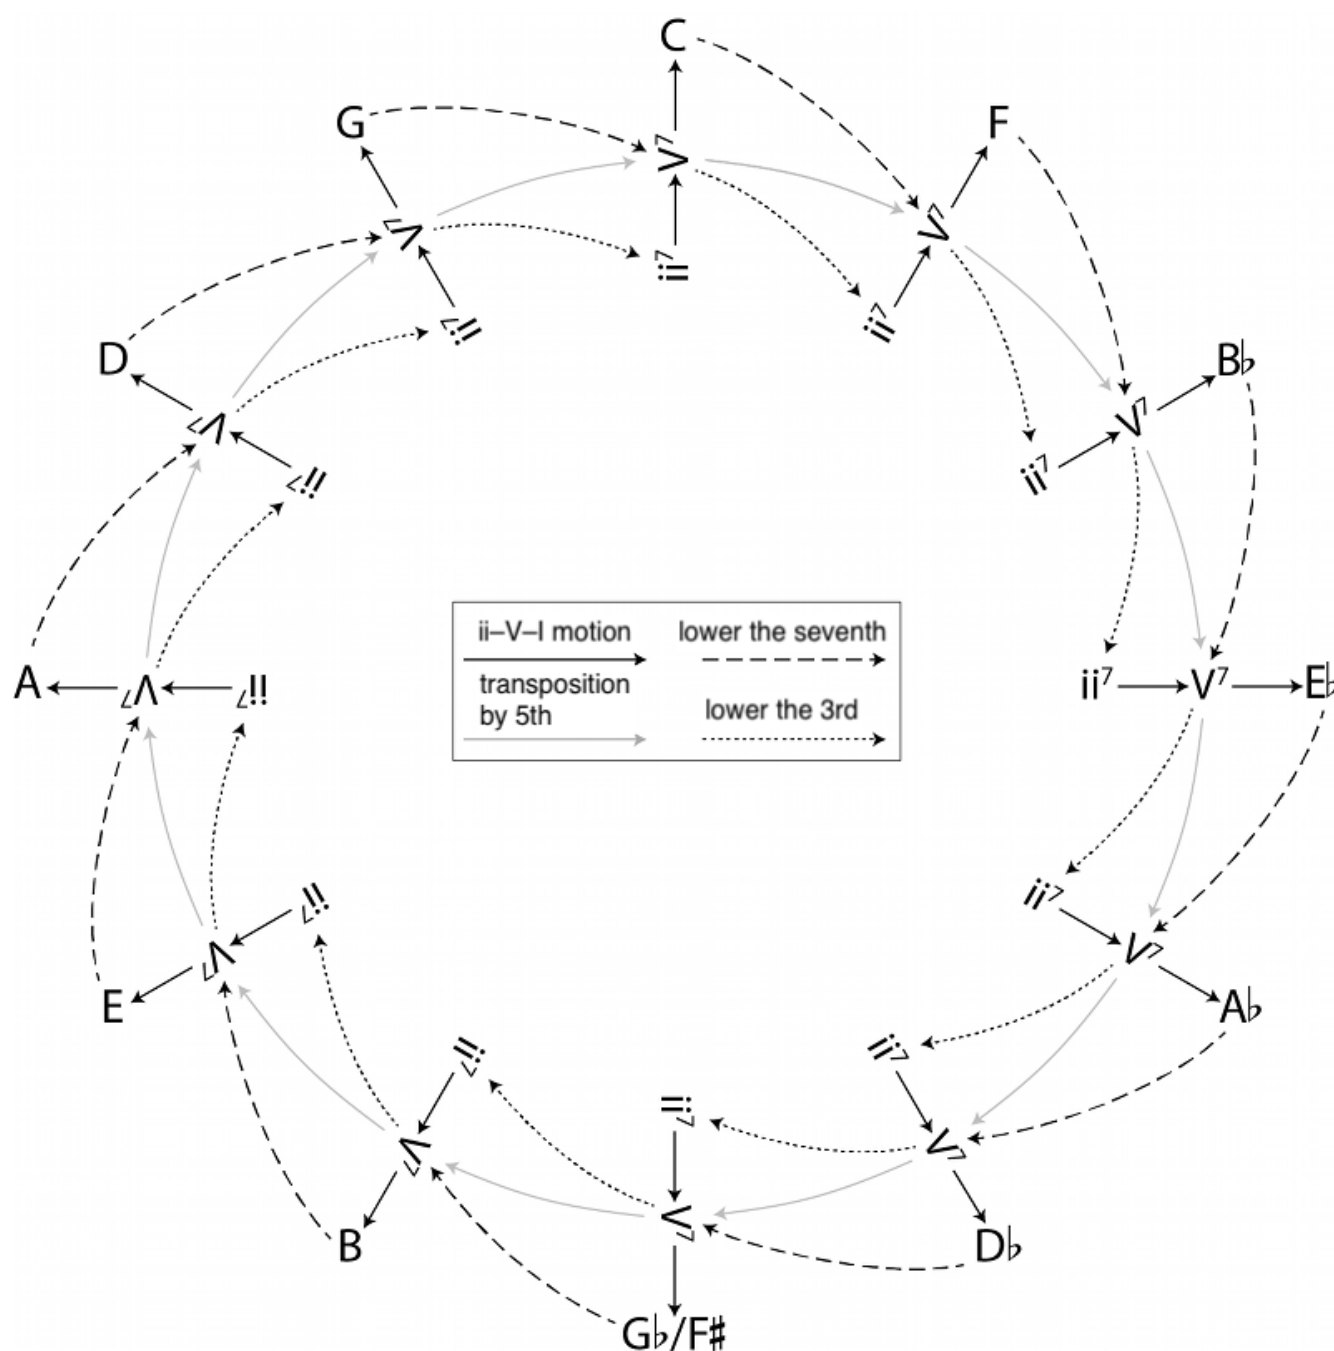 C
V⁷
ii⁷
F
V⁷
ii⁷
B♭
V⁷
ii⁷
E♭
V⁷
ii⁷
A♭
V⁷
ii⁷
D♭
V⁷
ii⁷
G♭/F♯
V⁷
ii⁷
B
V⁷
ii⁷
E
V⁷
ii⁷
A
V⁷
ii⁷
D
V⁷
ii⁷
G
V⁷
ii⁷
ii–V–I motion
lower the seventh
transposition
by 5th
lower the 3rd